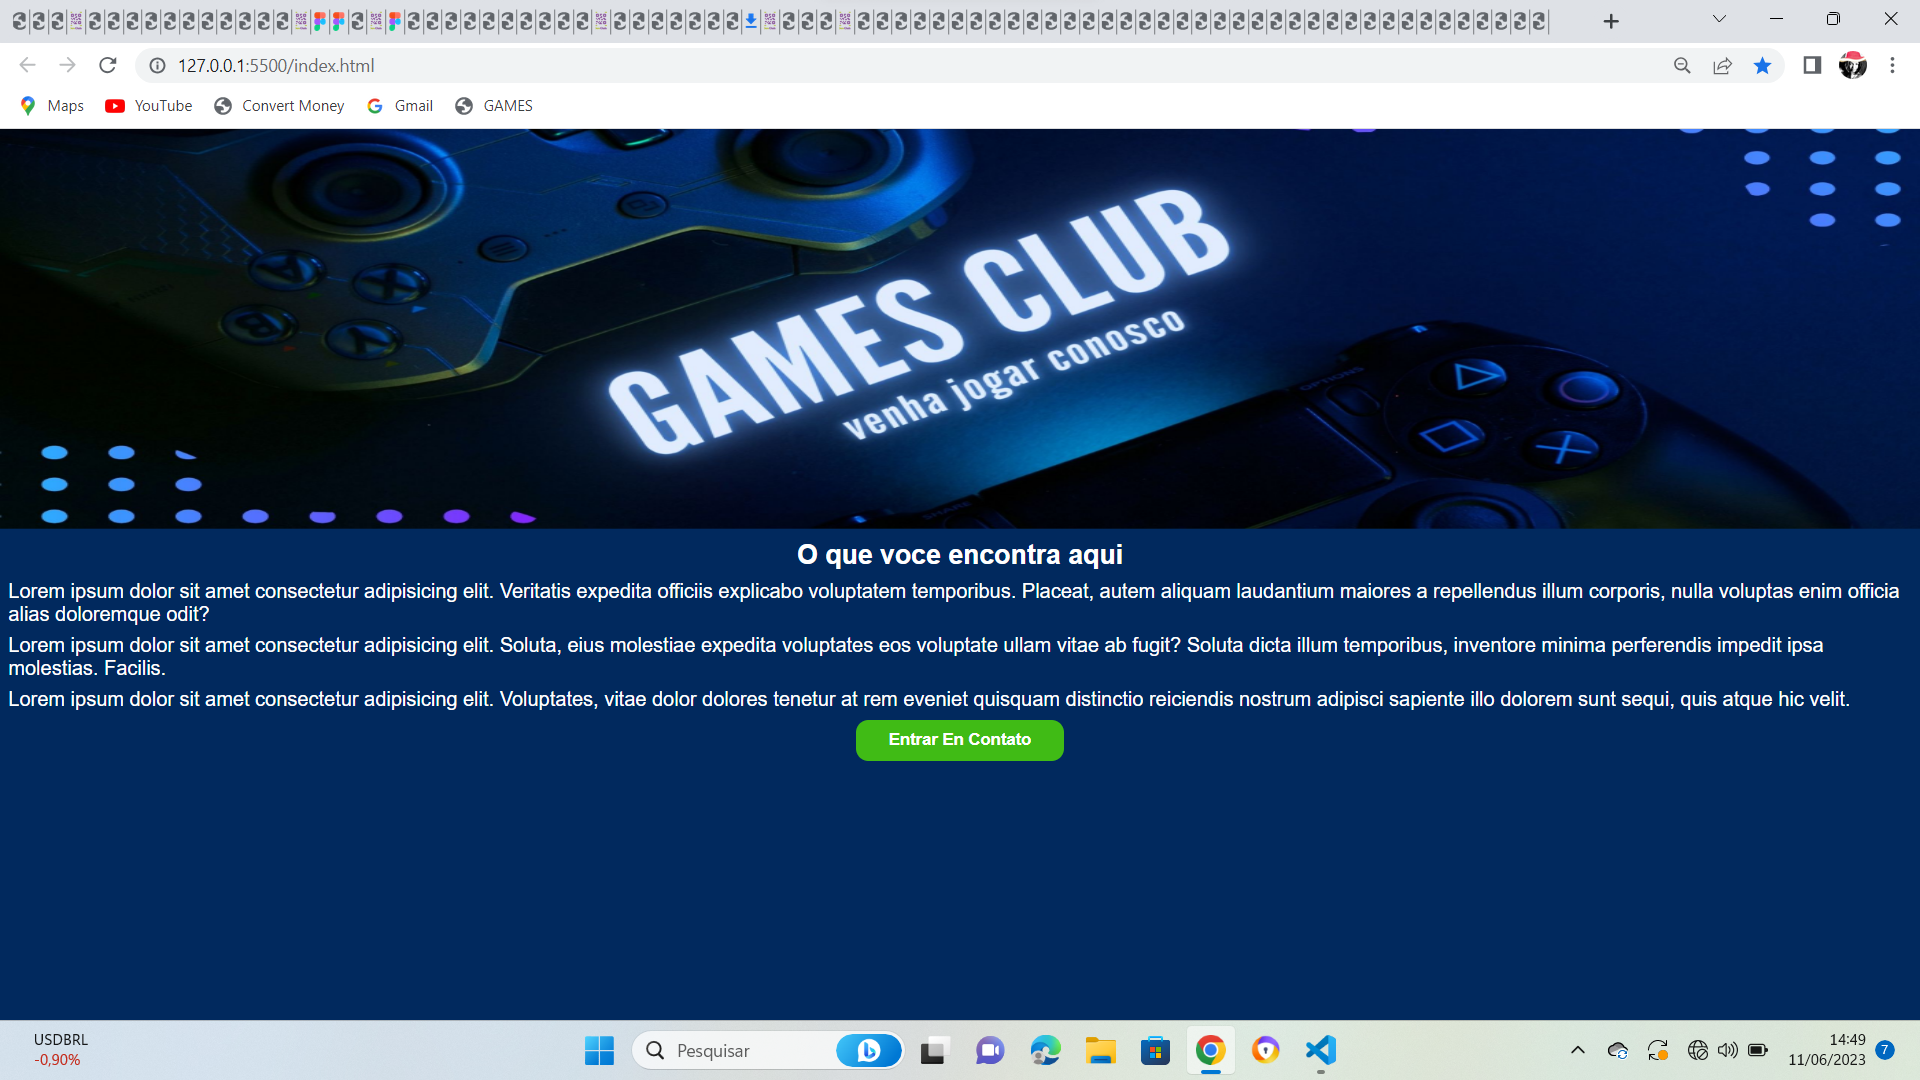 127.0.0.1:5500/index.html
Maps YouTube Convert Money Gmail GAMES
GAMES CLUB
venha jogar conosco
O que voce encontra aqui
Lorem ipsum dolor sit amet consectetur adipisicing elit. Veritatis expedita officiis explicabo voluptatem temporibus. Placeat, autem aliquam laudantium maiores a repellendus illum corporis, nulla voluptas enim officia
alias doloremque odit?
Lorem ipsum dolor sit amet consectetur adipisicing elit. Soluta, eius molestiae expedita voluptates eos voluptate ullam vitae ab fugit? Soluta dicta illum temporibus, inventore minima perferendis impedit ipsa
molestias. Facilis.
Lorem ipsum dolor sit amet consectetur adipisicing elit. Voluptates, vitae dolor dolores tenetur at rem eveniet quisquam distinctio reiciendis nostrum adipisci sapiente illo dolorem sunt sequi, quis atque hic velit.
Entrar En Contato
USDBRL
-0,90%
Pesquisar
14:49
11/06/2023
7